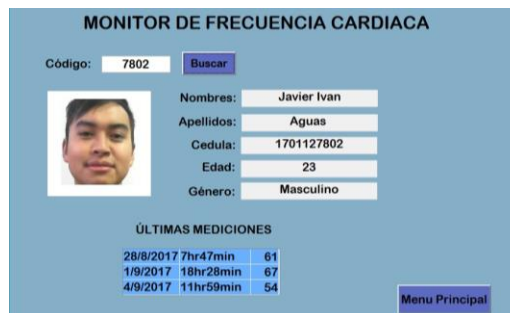 MONITOR DE FRECUENCIA CARDIACA
Código: 7802 Buscar
Nombres: Javier Ivan
Apellidos: Aguas
Cedula: 1701127802
Edad: 23
Género: Masculino
ÚLTIMAS MEDICIONES
28/8/2017 7hr47min 61
1/9/2017 18hr28min 67
4/9/2017 11hr59min 54
Menu Principal